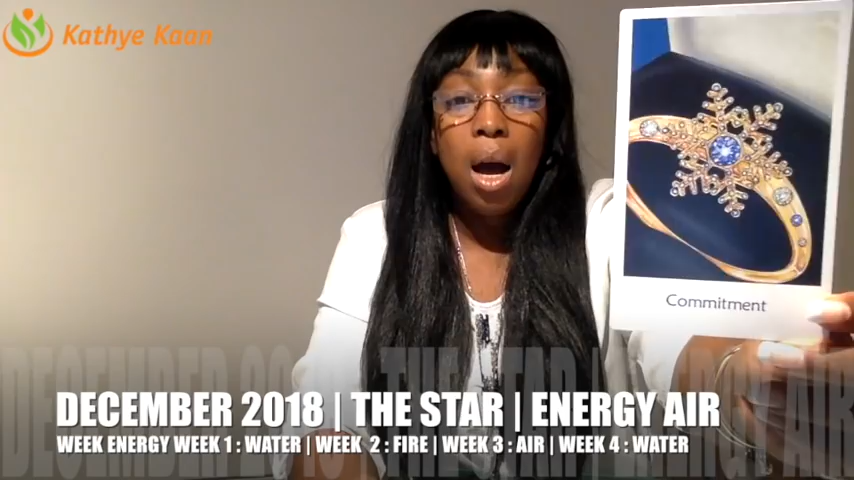 Kathye Kaan
Commitment
DECEMBER 2018 | THE STAR | ENERGY AIR
WEEK ENERGY WEEK 1 : WATER | WEEK 2 : FIRE | WEEK 3 : AIR | WEEK 4 : WATER